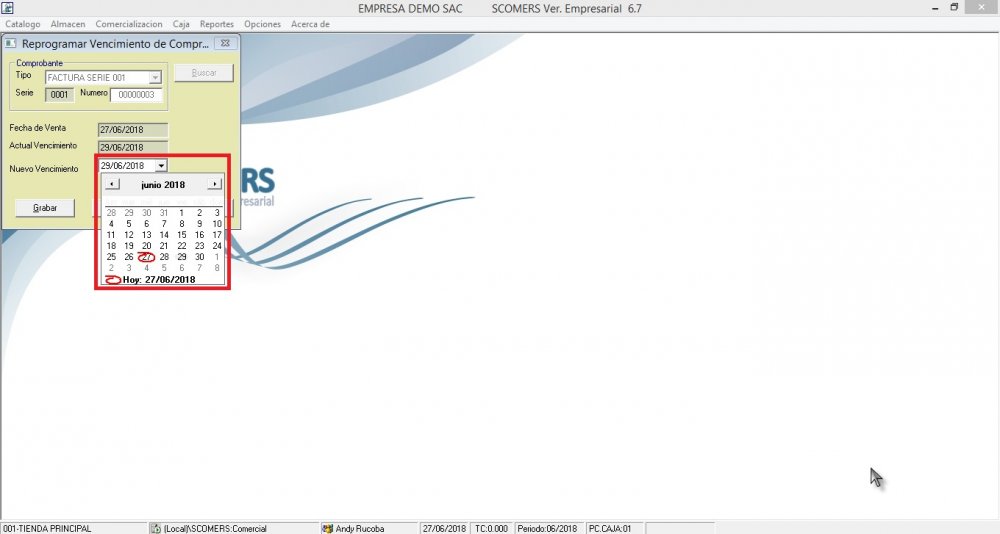 EMPRESA DEMO SAC SCOMERS Ver. Empresarial 6.7
Catalogo Almacen Comercializacion Caja Reportes Opciones Acerca de
Reprogramar Vencimiento de Compr...
Comprobante
Tipo FACTURA SERIE 001 Buscar
Serie 0001 Numero 00000003
Fecha de Venta 27/06/2018
Actual Vencimiento 29/06/2018
Nuevo Vencimiento 29/06/2018
junio 2018
28 29 30 31 1 2 3
4 5 6 7 8 9 10
11 12 13 14 15 16 17
18 19 20 21 22 23 24
25 26 27 28 29 30 1
2 3 4 5 6 7 8
Hoy: 27/06/2018
Grabar
RS
esarial
001-TIENDA PRINCIPAL (Local)\SCOMERS:Comercial Andy Rucoba 27/06/2018 TC:0.000 Periodo:06/2018 PC.CAJA:01